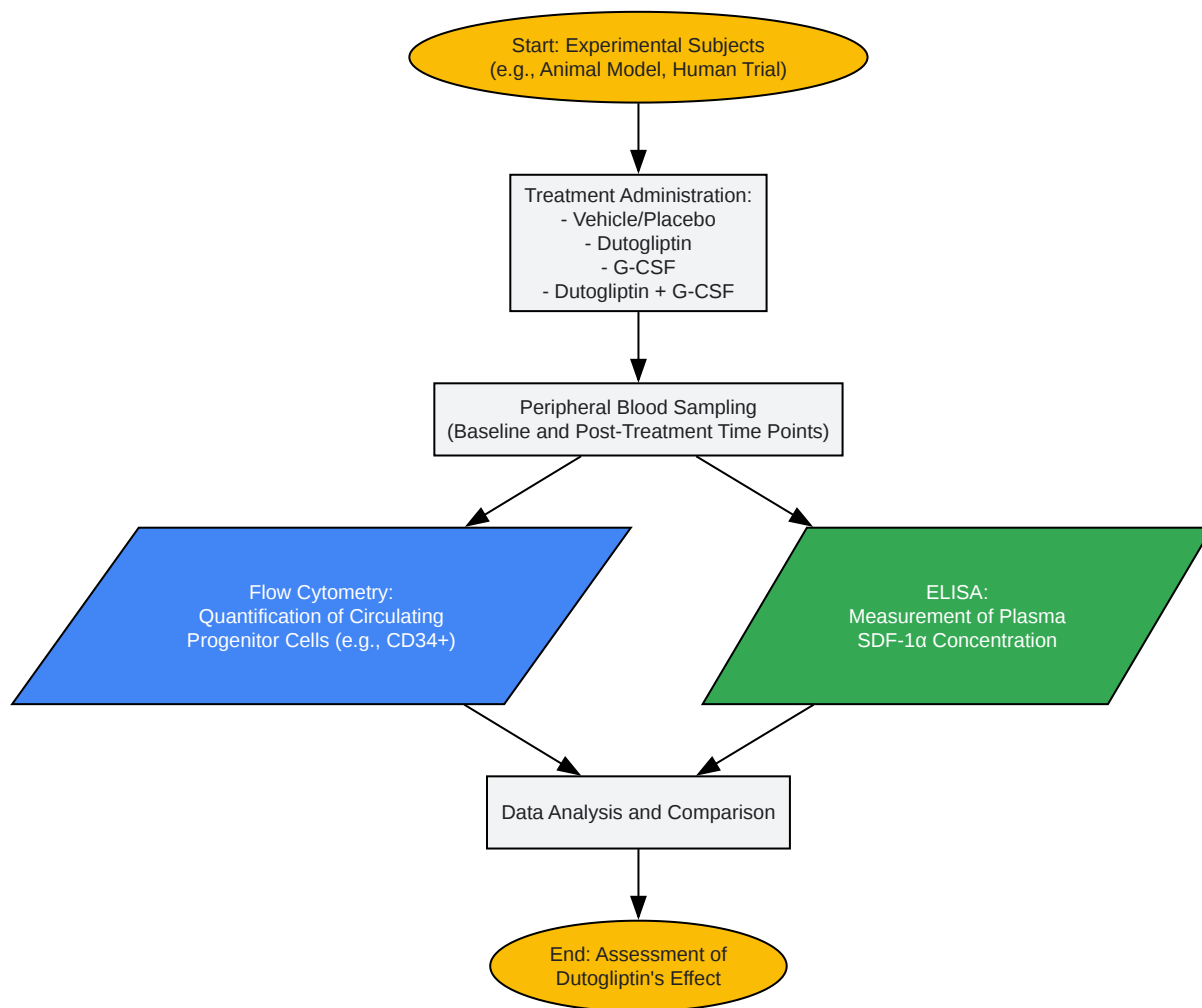 Start: Experimental Subjects
(e.g., Animal Model, Human Trial)
Treatment Administration:
- Vehicle/Placebo
- Dutogliptin
- G-CSF
- Dutogliptin + G-CSF
Peripheral Blood Sampling
(Baseline and Post-Treatment Time Points)
Flow Cytometry:
Quantification of Circulating
Progenitor Cells (e.g., CD34+)
ELISA:
Measurement of Plasma
SDF-1α Concentration
Data Analysis and Comparison
End: Assessment of
Dutogliptin's Effect